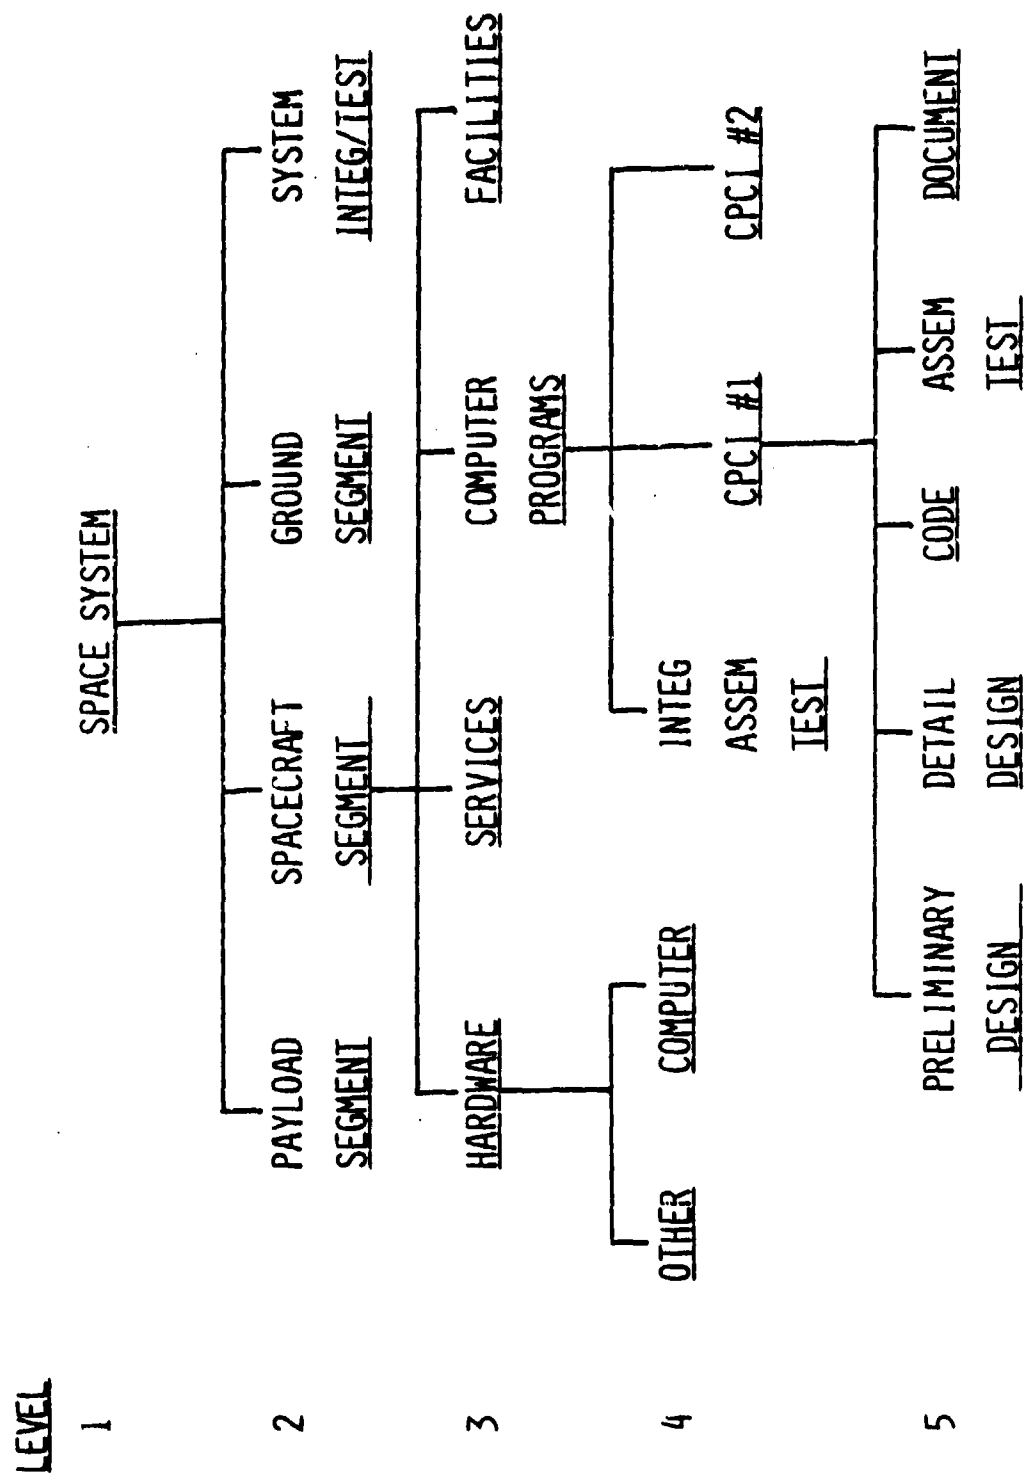 LEVEL
1
SPACE SYSTEM
2
PAYLOAD
SEGMENT
SPACECRAFT
SEGMENT
GROUND
SEGMENT
SYSTEM
INTEG/TEST
3
HARDWARE
SERVICES
COMPUTER
PROGRAMS
FACILITIES
4
OTHER
COMPUTER
INTEG
ASSEM
TEST
CPCI #1
CPCI #2
5
PRELIMINARY
DESIGN
DETAIL
DESIGN
CODE
ASSEM
TEST
DOCUMENT